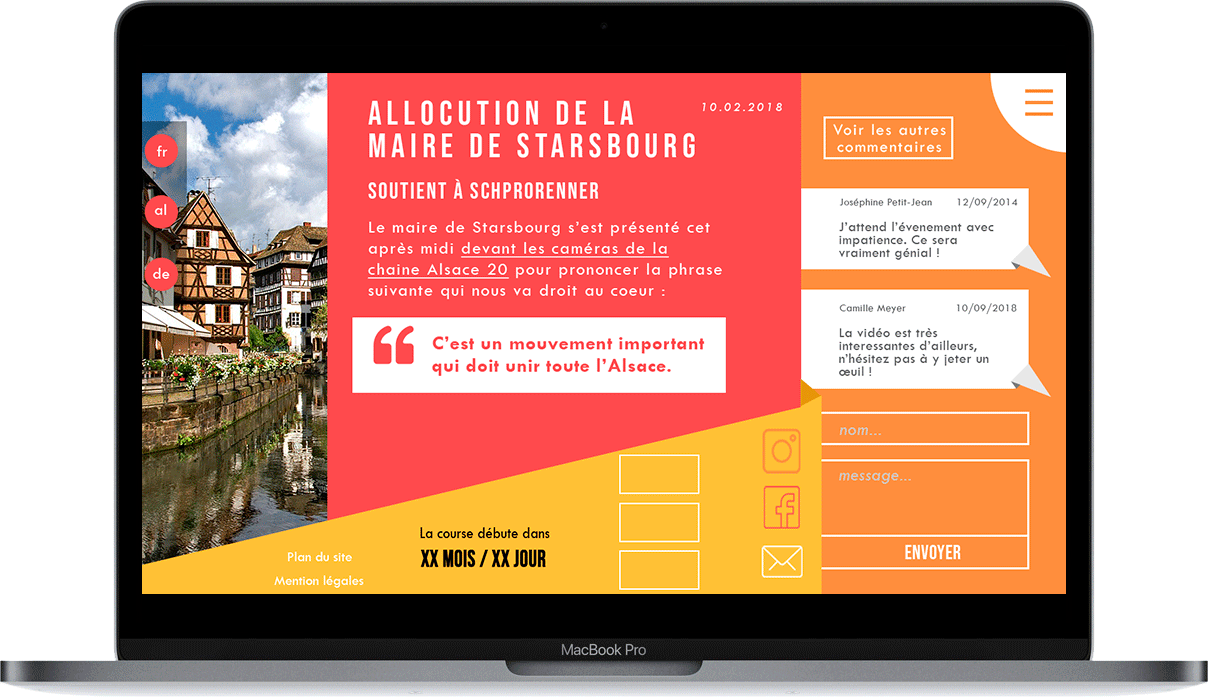 fr
al
de
ALLOCUTION DE LA
MAIRE DE STARSBOURG
10.02.2018
SOUTIENT À SCHPRORENNER
Le maire de Starsbourg s'est présenté cet
après midi devant les caméras de la
chaine Alsace 20 pour prononcer la phrase
suivante qui nous va droit au coeur :
“ C'est un mouvement important
qui doit unir toute l'Alsace.
La course débute dans
XX MOIS / XX JOUR
Plan du site
Mention légales
Voir les autres
commentaires
Joséphine Petit-Jean 12/09/2014
J'attend l'évenement avec
impatience. Ce sera
vraiment génial !
Camille Meyer 10/09/2018
La vidéo est très
interessantes d'ailleurs,
n'hésitez pas à y jeter un
œuil !
nom...
message...
ENVOYER
MacBook Pro